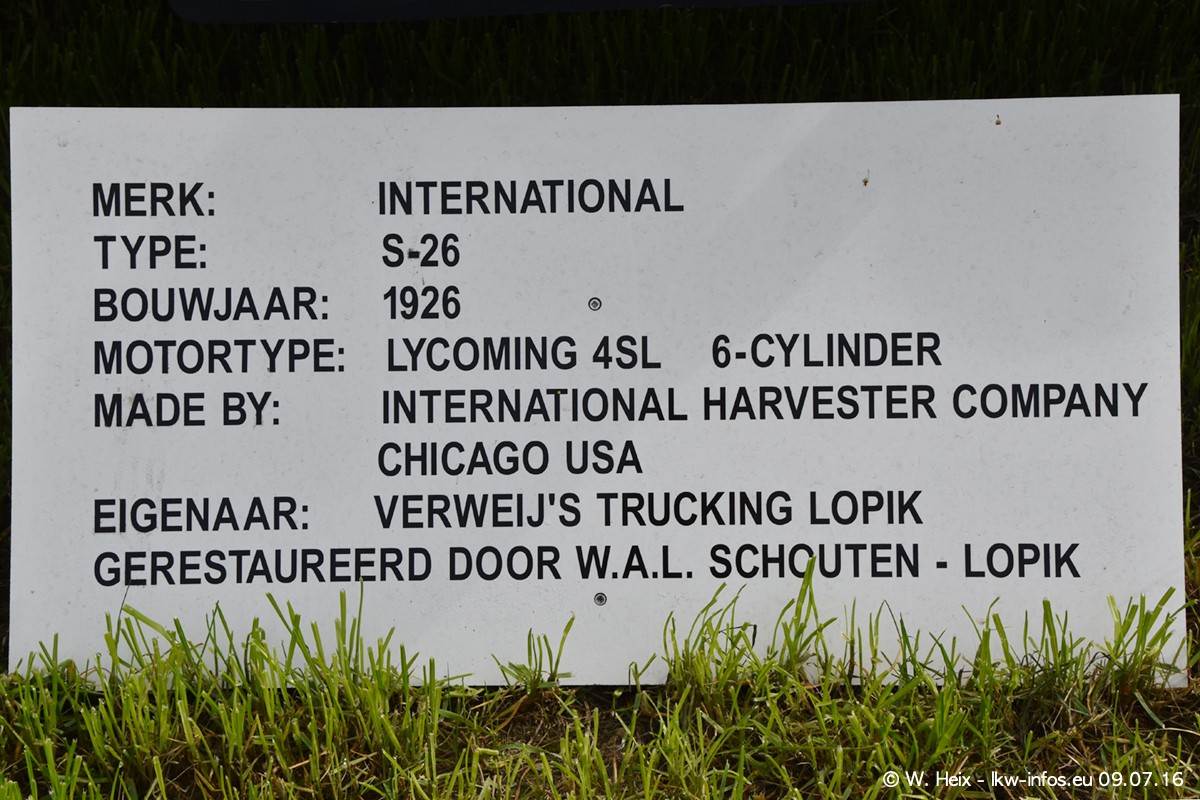 MERK: INTERNATIONAL
TYPE: S-26
BOUWJAAR: 1926
MOTORTYPE: LYCOMING 4SL 6-CYLINDER
MADE BY: INTERNATIONAL HARVESTER COMPANY
CHICAGO USA
EIGENAAR: VERWEIJ'S TRUCKING LOPIK
GERESTAUREERD DOOR W.A.L. SCHOUTEN - LOPIK
© W. Heix - lkw-infos.eu 09.07.16